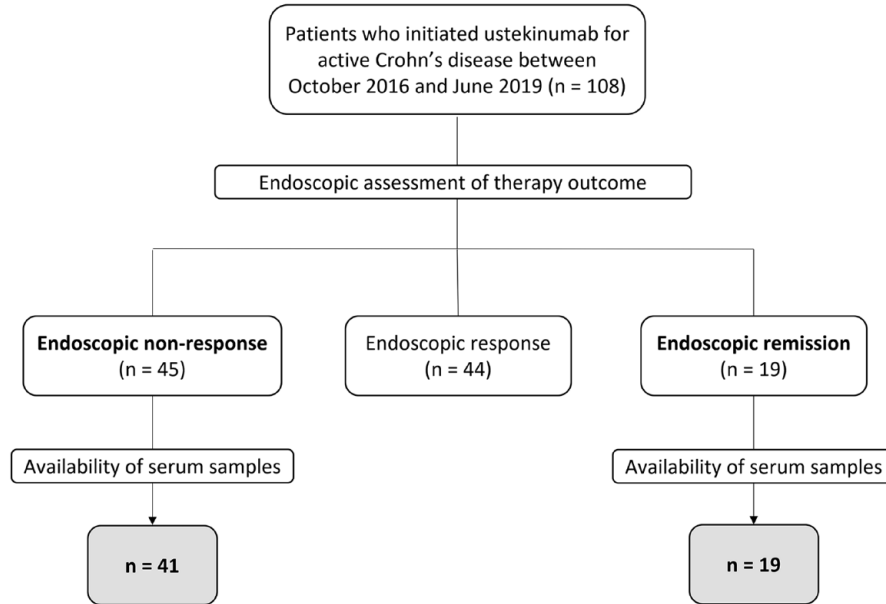 Patients who initiated ustekinumab for
active Crohn's disease between
October 2016 and June 2019 (n = 108)
Endoscopic assessment of therapy outcome
Endoscopic non-response
(n = 45)
Endoscopic response
(n = 44)
Endoscopic remission
(n = 19)
Availability of serum samples
Availability of serum samples
n = 41
n = 19